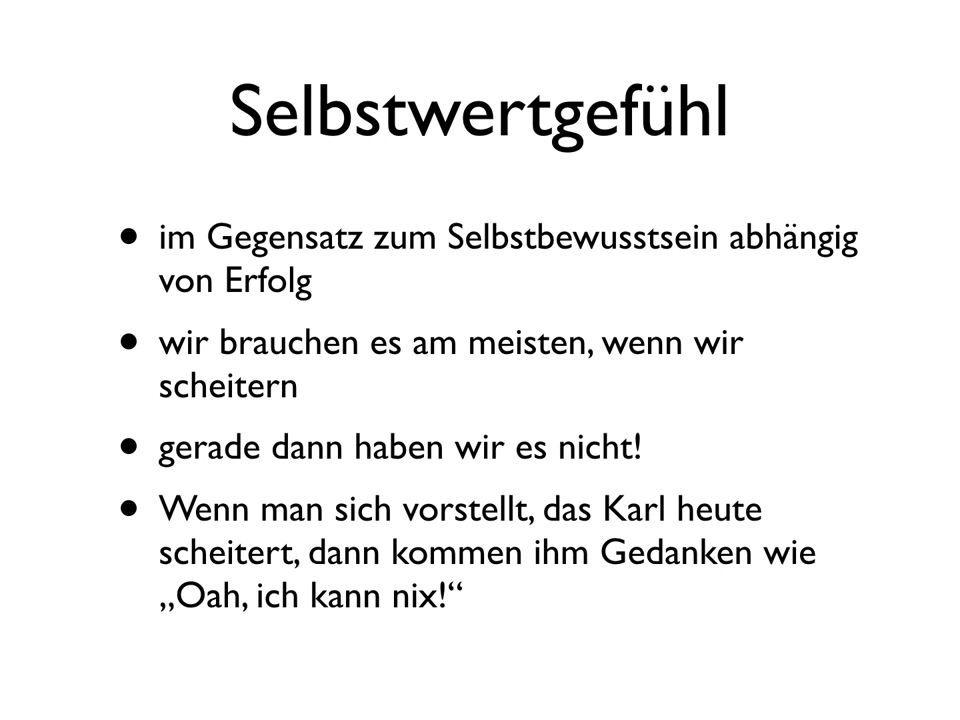 Selbstwertgefühl
• im Gegensatz zum Selbstbewusstsein abhängig
von Erfolg
• wir brauchen es am meisten, wenn wir
scheitern
• gerade dann haben wir es nicht!
• Wenn man sich vorstellt, das Karl heute
scheitert, dann kommen ihm Gedanken wie
„Oah, ich kann nix!“